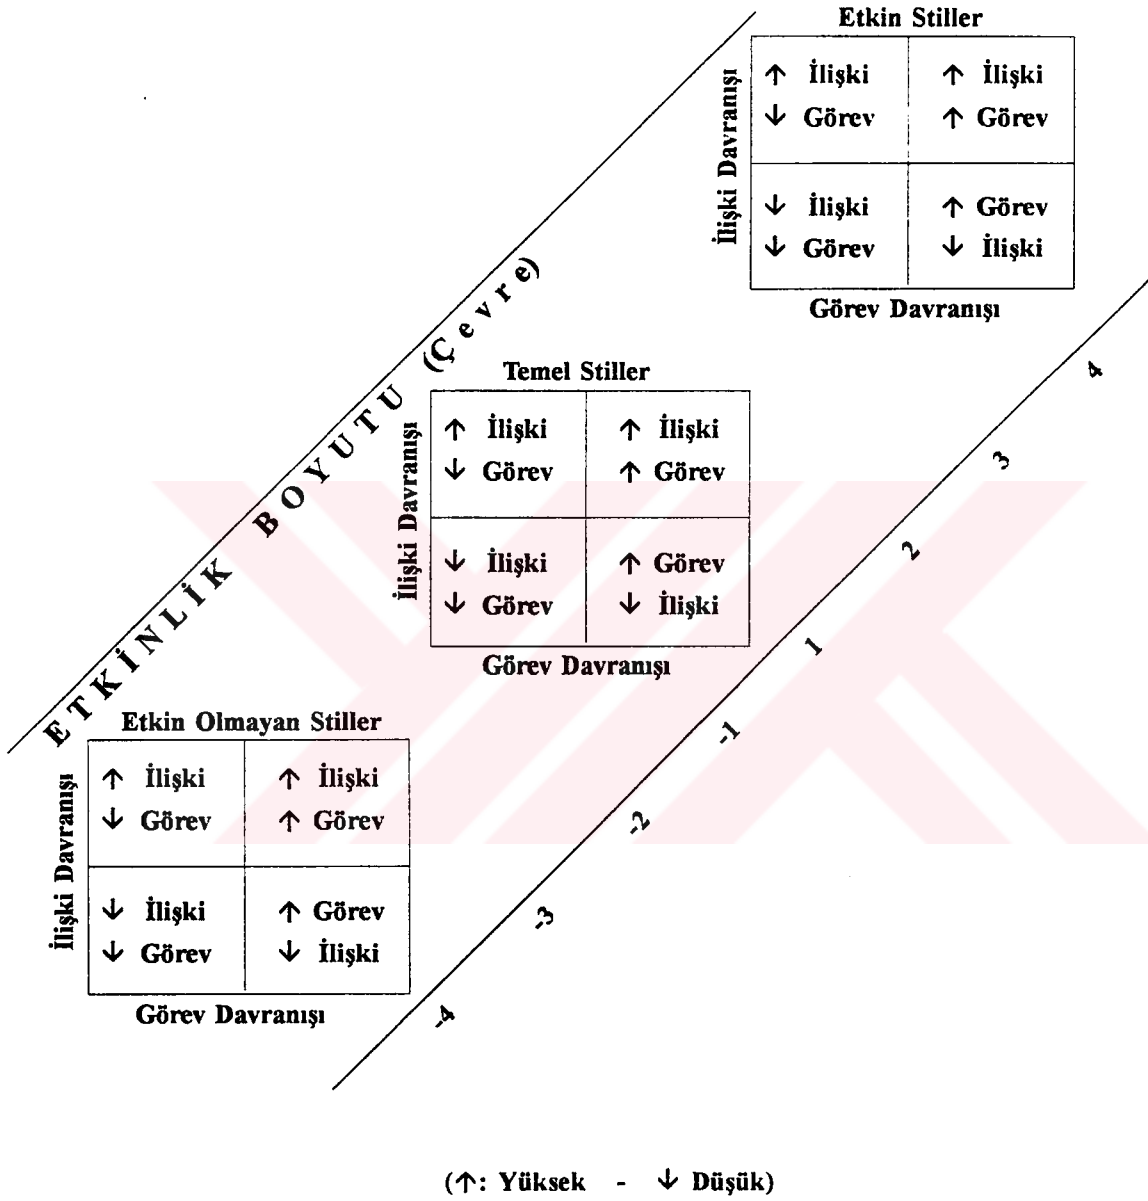 Etkin Stiller
İlişki Davranışı
↑ İlişki ↑ İlişki
↓ Görev ↑ Görev
↓ İlişki ↑ Görev
↓ Görev ↓ İlişki
Görev Davranışı
ETKİNLİK BOYUTU (Çevre)
Temel Stiller
İlişki Davranışı
↑ İlişki ↑ İlişki
↓ Görev ↑ Görev
↓ İlişki ↑ Görev
↓ Görev ↓ İlişki
Görev Davranışı
Etkin Olmayan Stiller
İlişki Davranışı
↑ İlişki ↑ İlişki
↓ Görev ↑ Görev
↓ İlişki ↑ Görev
↓ Görev ↓ İlişki
Görev Davranışı
4
3
2
1
-1
-2
-3
-4
(↑: Yüksek - ↓ Düşük)